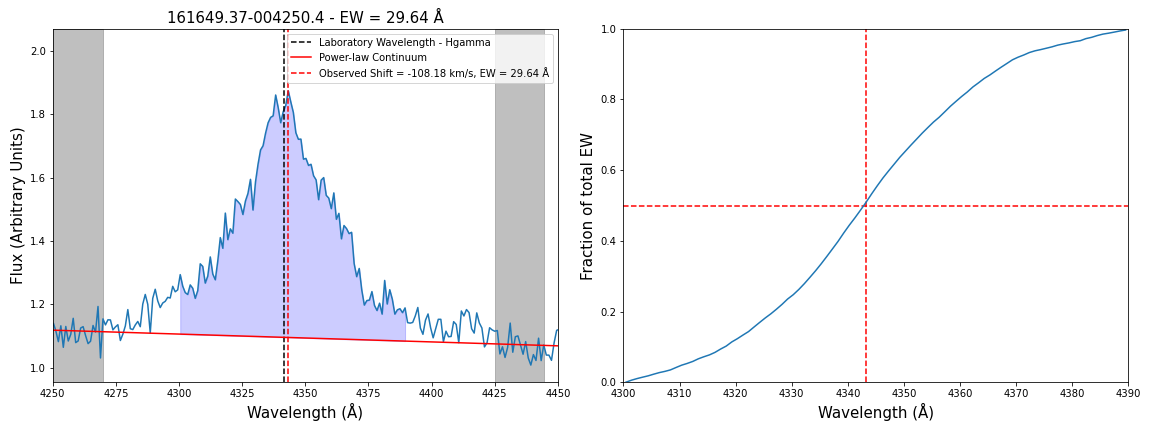 161649.37-004250.4 - EW = 29.64 Å
Laboratory Wavelength - Hgamma
Power-law Continuum
Observed Shift = -108.18 km/s, EW = 29.64 Å
Flux (Arbitrary Units)
2.0
1.8
1.6
1.4
1.2
1.0
4250 4275 4300 4325 4350 4375 4400 4425 4450
Wavelength (Å)
Fraction of total EW
1.0
0.8
0.6
0.4
0.2
0.0
4300 4310 4320 4330 4340 4350 4360 4370 4380 4390
Wavelength (Å)